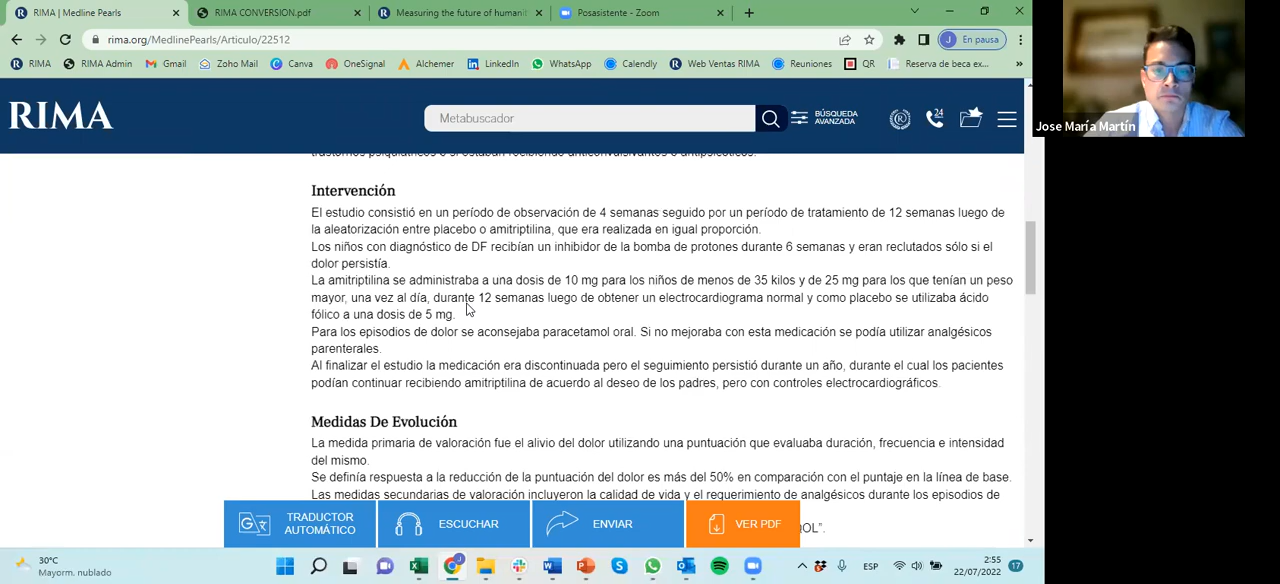 RIMA | Medline Pearls
RIMA CONVERSION.pdf
Measuring the future of humanit
Posasistente - Zoom
rima.org/MedlinePearls/Articulo/22512
J En pausa
RIMA
RIMA Admin
Gmail
Zoho Mail
Canva
OneSignal
Alchemer
LinkedIn
WhatsApp
Calendly
Web Ventas RIMA
Reuniones
QR
Reserva de beca ex...
»
RIMA
Metabuscador
BÚSQUEDA
AVANZADA
24
Jose María Martín
trastornos psiquiátricos o si estaban recibiendo anticonvulsivantes o antipsicóticos.
Intervención
El estudio consistió en un período de observación de 4 semanas seguido por un período de tratamiento de 12 semanas luego de
la aleatorización entre placebo o amitriptilina, que era realizada en igual proporción.
Los niños con diagnóstico de DF recibían un inhibidor de la bomba de protones durante 6 semanas y eran reclutados sólo si el
dolor persistía.
La amitriptilina se administraba a una dosis de 10 mg para los niños de menos de 35 kilos y de 25 mg para los que tenían un peso
mayor, una vez al día, durante 12 semanas luego de obtener un electrocardiograma normal y como placebo se utilizaba ácido
fólico a una dosis de 5 mg.
Para los episodios de dolor se aconsejaba paracetamol oral. Si no mejoraba con esta medicación se podía utilizar analgésicos
parenterales.
Al finalizar el estudio la medicación era discontinuada pero el seguimiento persistió durante un año, durante el cual los pacientes
podían continuar recibiendo amitriptilina de acuerdo al deseo de los padres, pero con controles electrocardiográficos.
Medidas De Evolución
La medida primaria de valoración fue el alivio del dolor utilizando una puntuación que evaluaba duración, frecuencia e intensidad
del mismo.
Se definía respuesta a la reducción de la puntuación del dolor es más del 50% en comparación con el puntaje en la línea de base.
Las medidas secundarias de valoración incluyeron la calidad de vida y el requerimiento de analgésicos durante los episodios de
QOL”.
TRADUCTOR
AUTOMÁTICO
ESCUCHAR
ENVIAR
VER PDF
30°C
Mayorm. nublado
ESP
2:55
22/07/2022
17